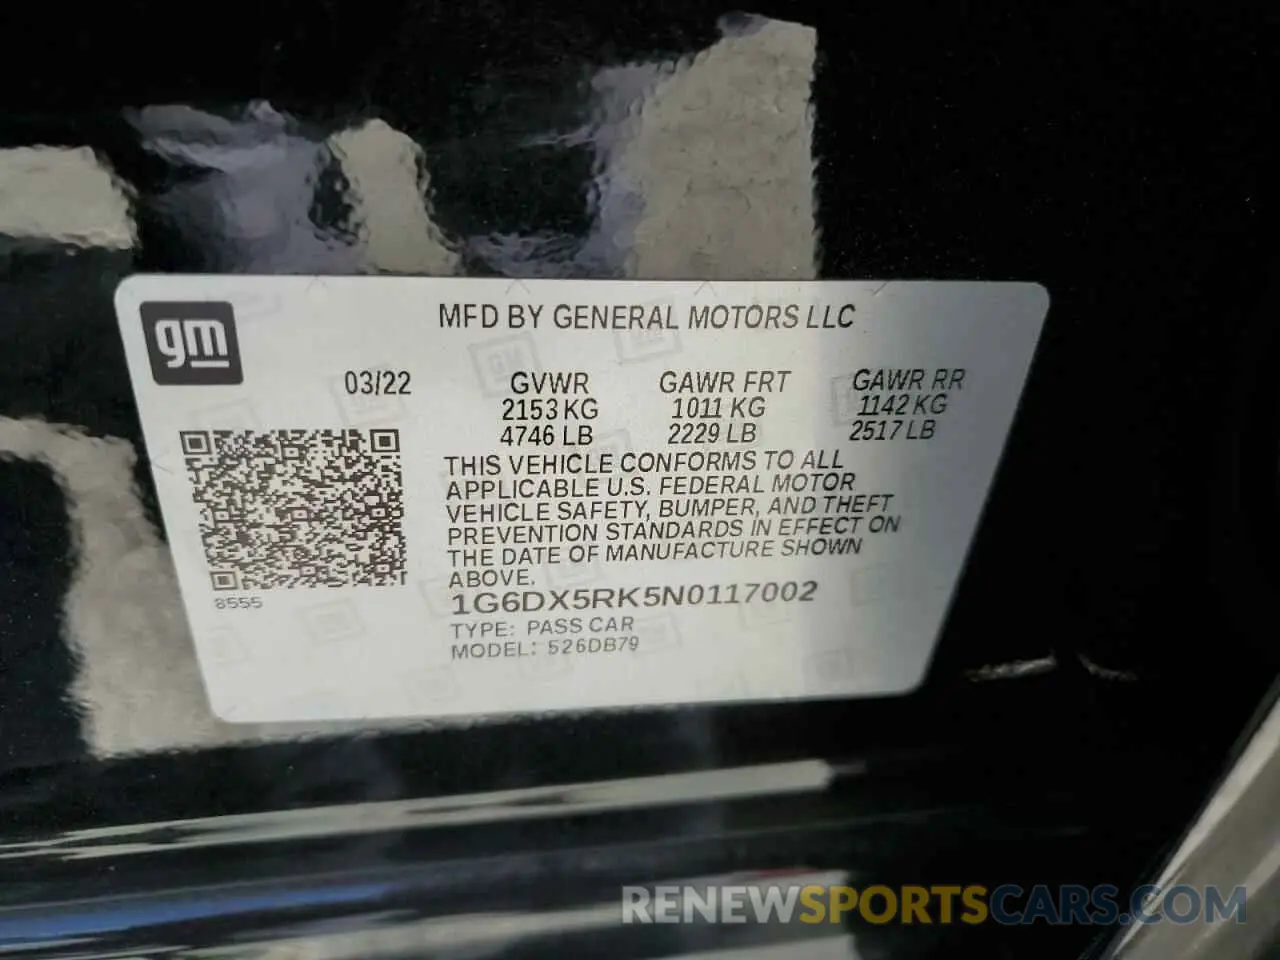 gm
MFD BY GENERAL MOTORS LLC
03/22 GVWR GAWR FRT GAWR RR
2153 KG 1011 KG 1142 KG
4746 LB 2229 LB 2517 LB
THIS VEHICLE CONFORMS TO ALL
APPLICABLE U.S. FEDERAL MOTOR
VEHICLE SAFETY, BUMPER, AND THEFT
PREVENTION STANDARDS IN EFFECT ON
THE DATE OF MANUFACTURE SHOWN
ABOVE.
8555
1G6DX5RK5N0117002
TYPE: PASS CAR
MODEL: 526DB79
RENEWSPORTSCARS.COM